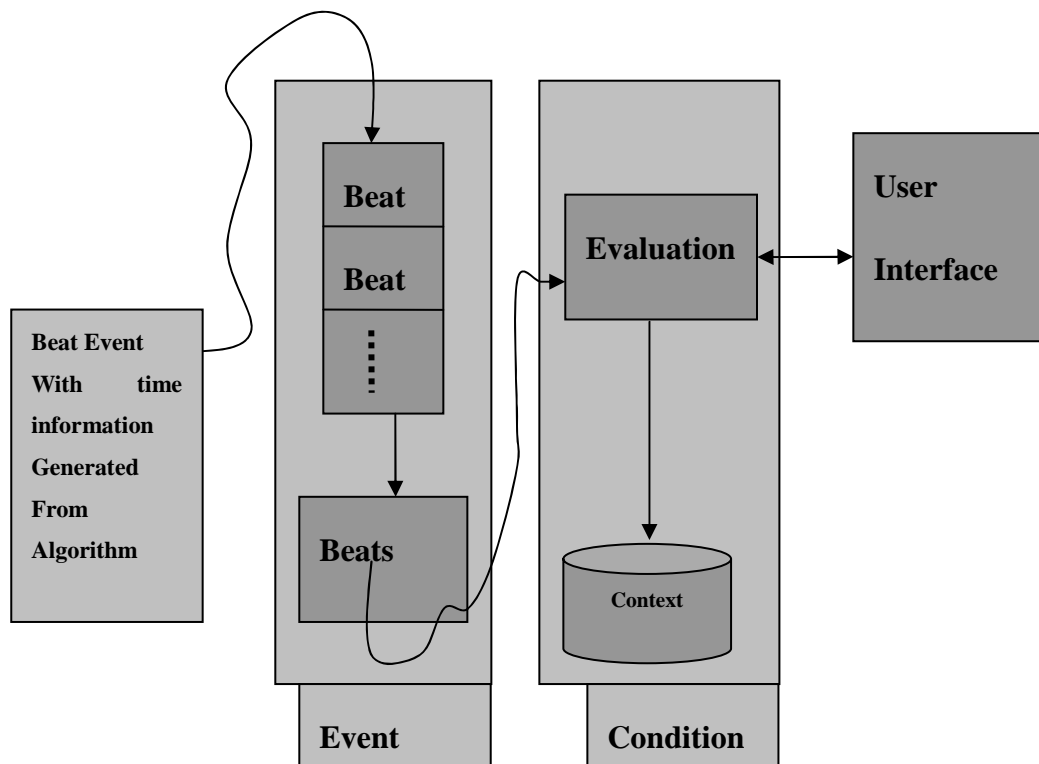 Beat Event
With time
information
Generated
From
Algorithm
Beat
Beat
Beats
Event
Evaluation
Context
Condition
User
Interface